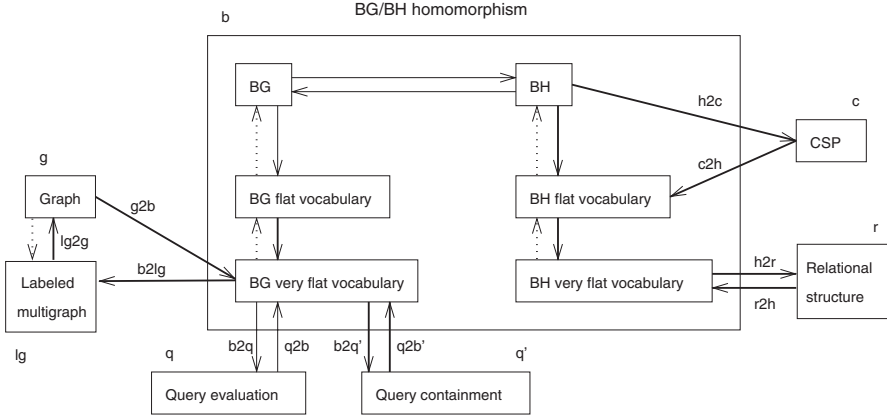 BG/BH homomorphism
b
BG
BH
h2c
c
CSP
c2h
g
Graph
g2b
BG flat vocabulary
BH flat vocabulary
lg2g
r
b2lg
Labeled
multigraph
BG very flat vocabulary
BH very flat vocabulary
h2r
r2h
Relational
structure
lg
q
b2q
q2b
b2q'
q2b'
q'
Query evaluation
Query containment